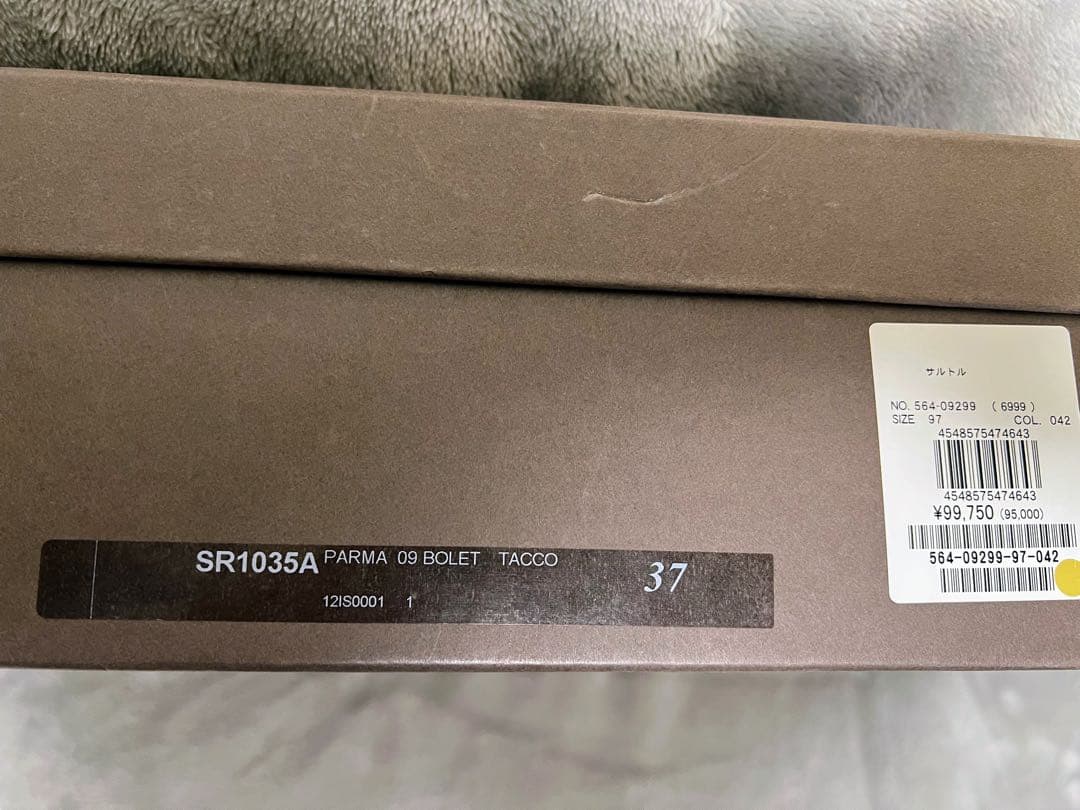 サルトル
NO. 564-09299 ( 6999 )
SIZE 97 COL. 042
4548575474643
4548575474643
¥99,750 (95,000)
564-09299-97-042
SR1035A PARMA 09 BOLET TACCO 37
12IS0001 1